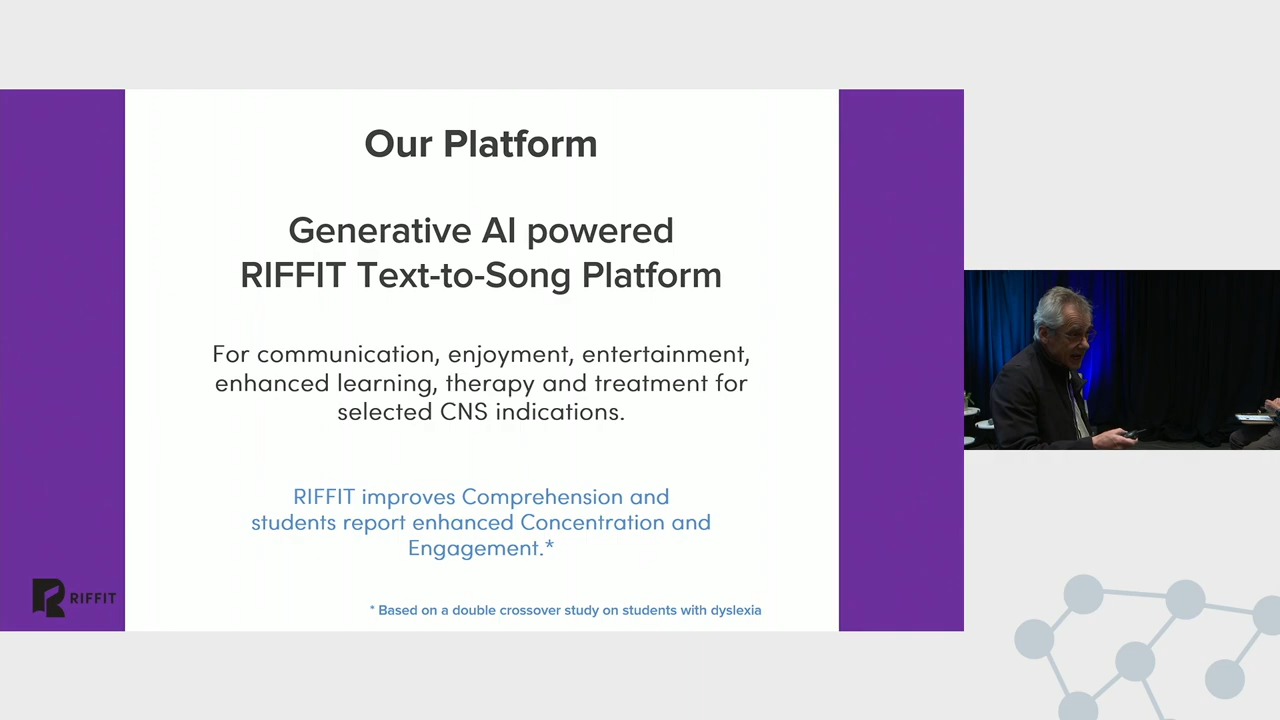 Our Platform
Generative AI powered
RIFFIT Text-to-Song Platform
For communication, enjoyment, entertainment,
enhanced learning, therapy and treatment for
selected CNS indications.
RIFFIT improves Comprehension and
students report enhanced Concentration and
Engagement.*
* Based on a double crossover study on students with dyslexia
RIFFIT